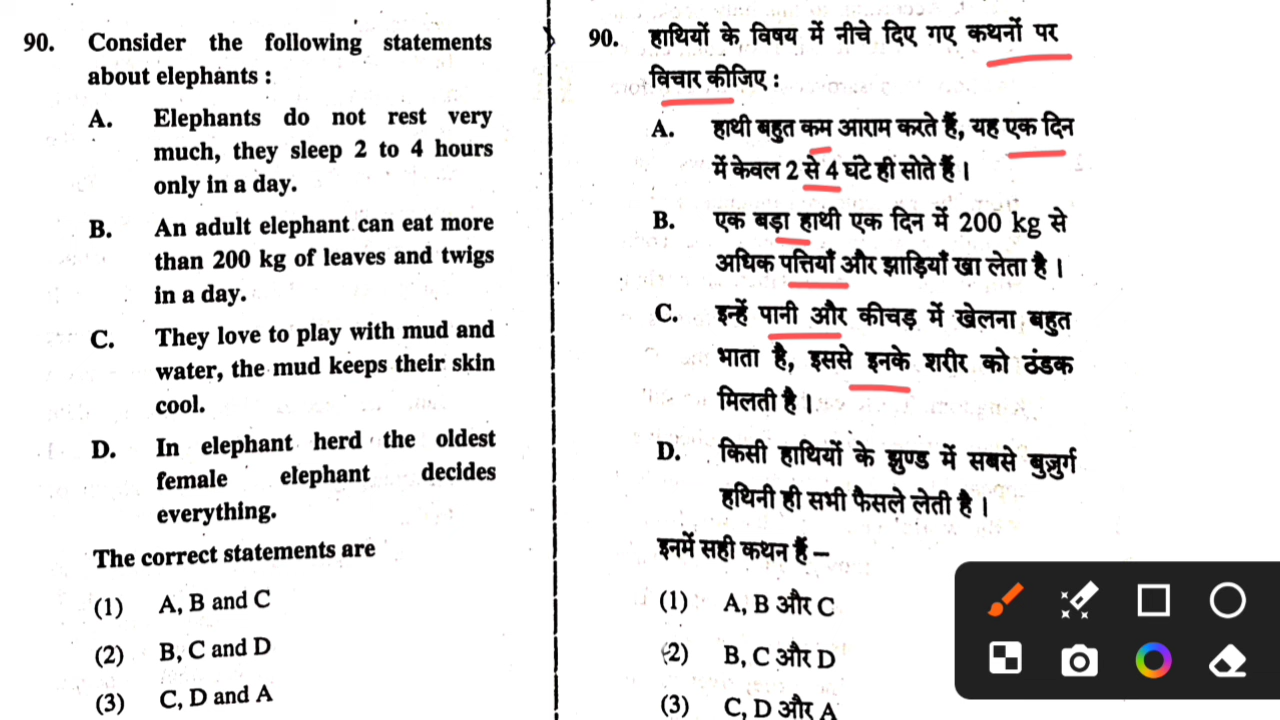 90. Consider the following statements
about elephants :
A. Elephants do not rest very
much, they sleep 2 to 4 hours
only in a day.
B. An adult elephant can eat more
than 200 kg of leaves and twigs
in a day.
C. They love to play with mud and
water, the mud keeps their skin
cool.
D. In elephant herd the oldest
female elephant decides
everything.
The correct statements are
(1) A, B and C
(2) B, C and D
(3) C, D and A
90. हाथियों के विषय में नीचे दिए गए कथनों पर
विचार कीजिए :
A. हाथी बहुत कम आराम करते हैं, यह एक दिन
में केवल 2 से 4 घंटे ही सोते हैं ।
B. एक बड़ा हाथी एक दिन में 200 kg से
अधिक पत्तियाँ और झाड़ियाँ खा लेता है ।
C. इन्हें पानी और कीचड़ में खेलना बहुत
भाता है, इससे इनके शरीर को ठंडक
मिलती है ।
D. किसी हाथियों के झुण्ड में सबसे बुज़ुर्ग
हथिनी ही सभी फैसले लेती है ।
इनमें सही कथन हैं –
(1) A, B और C
(2) B, C और D
(3) C, D और A